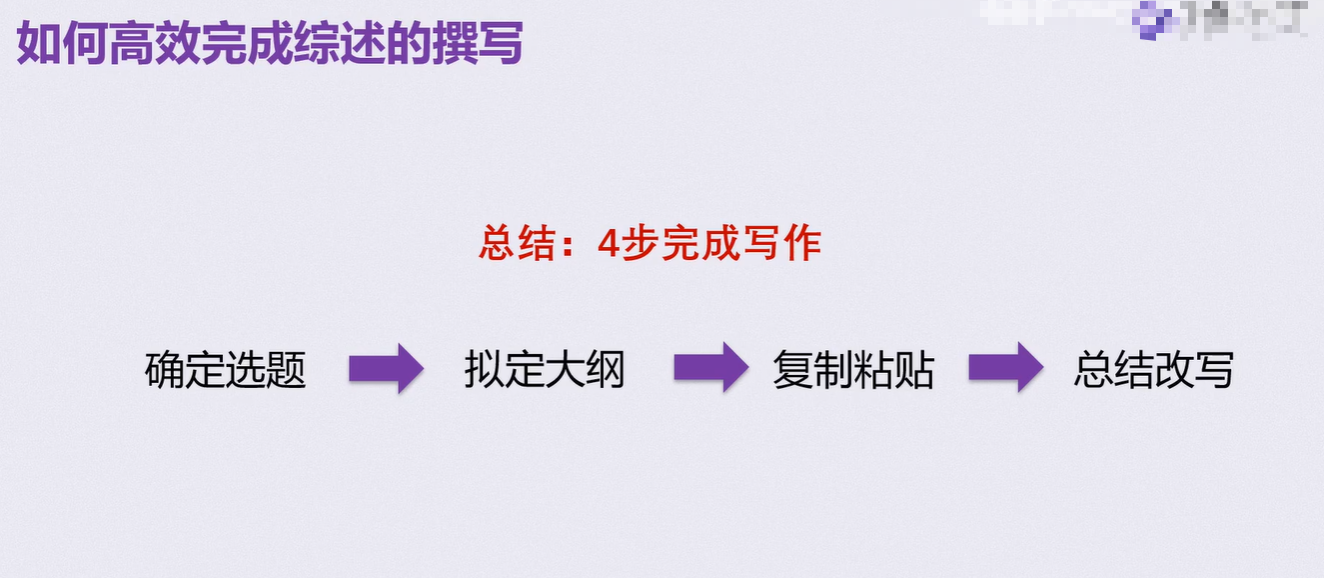 如何高效完成综述的撰写
总结：4步完成写作
确定选题 拟定大纲 复制粘贴 总结改写